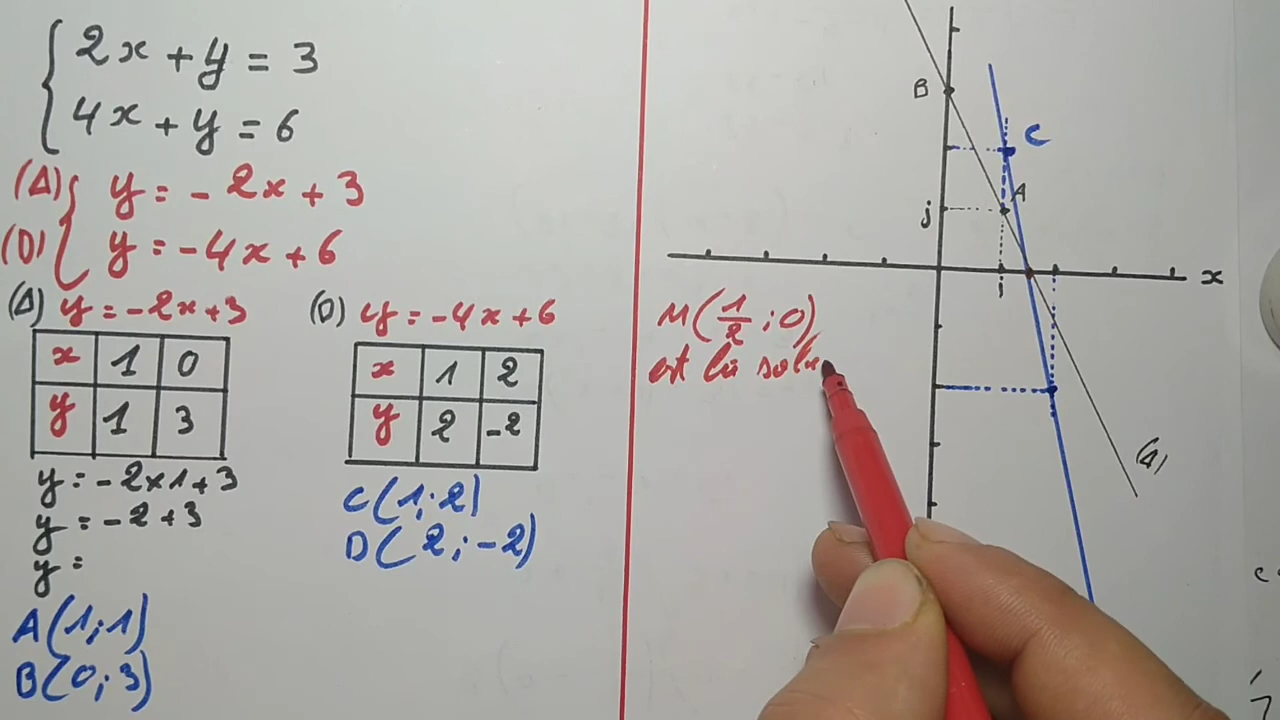 2x + y = 3
4x + y = 6
(Δ) y = - 2x + 3
(D) y = - 4x + 6
(Δ) y = - 2x + 3
x 1 0
y 1 3
y = - 2 x 1 + 3
y = - 2 + 3
y =
A(1;1)
B(0;3)
(D) y = - 4x + 6
x 1 2
y 2 -2
C(1;2)
D(2;-2)
B
C
A
j
i
x
M(1/2;0)
est la solu
(Δ)